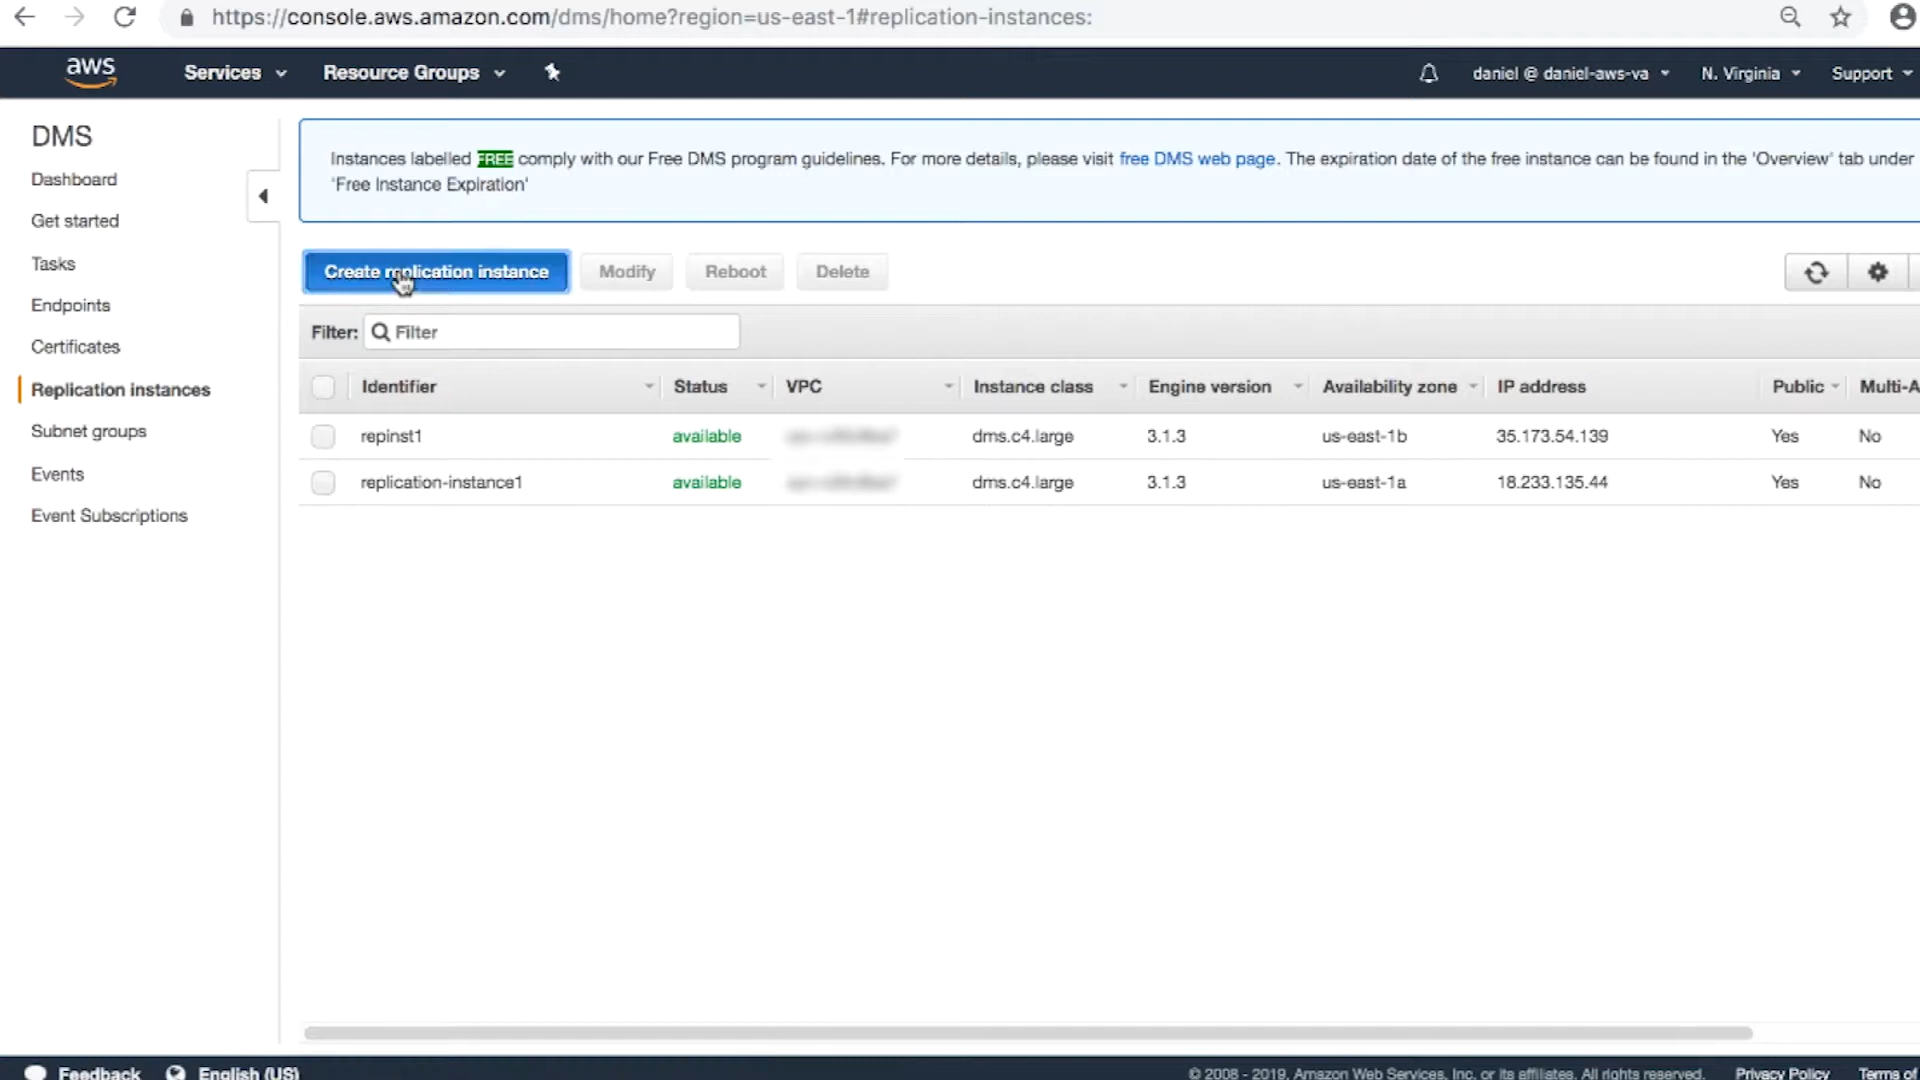 https://console.aws.amazon.com/dms/home?region=us-east-1#replication-instances:
aws
Services
Resource Groups
daniel @ daniel-aws-va
N. Virginia
Support
DMS
Dashboard
Get started
Tasks
Endpoints
Certificates
Replication instances
Subnet groups
Events
Event Subscriptions
Instances labelled FREE comply with our Free DMS program guidelines. For more details, please visit free DMS web page. The expiration date of the free instance can be found in the 'Overview' tab under
'Free Instance Expiration'
Create replication instance Modify Reboot Delete
Filter: Filter
Identifier Status VPC Instance class Engine version Availability zone IP address Public Multi-A
repinst1 available dms.c4.large 3.1.3 us-east-1b 35.173.54.139 Yes No
replication-instance1 available dms.c4.large 3.1.3 us-east-1a 18.233.135.44 Yes No
Feedback English (US) © 2008 - 2019, Amazon Web Services, Inc. or its affiliates. All rights reserved. Privacy Policy Terms of